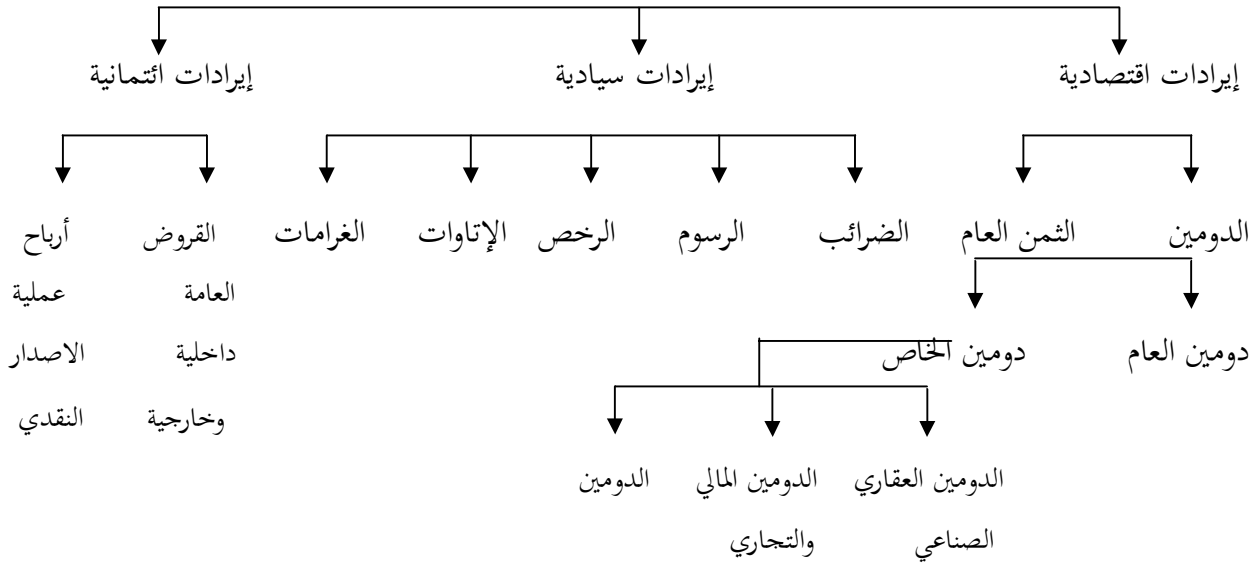 إيرادات اقتصادية إيرادات سيادية إيرادات ائتمانية
الدومين الثمن العام الضرائب الرسوم الرخص الإتاوات الغرامات القروض أرباح
العامة عملية
دومين العام دومين الخاص داخلية الاصدار
وخارجية النقدي
الدومين العقاري الدومين المالي الدومين
الصناعي والتجاري